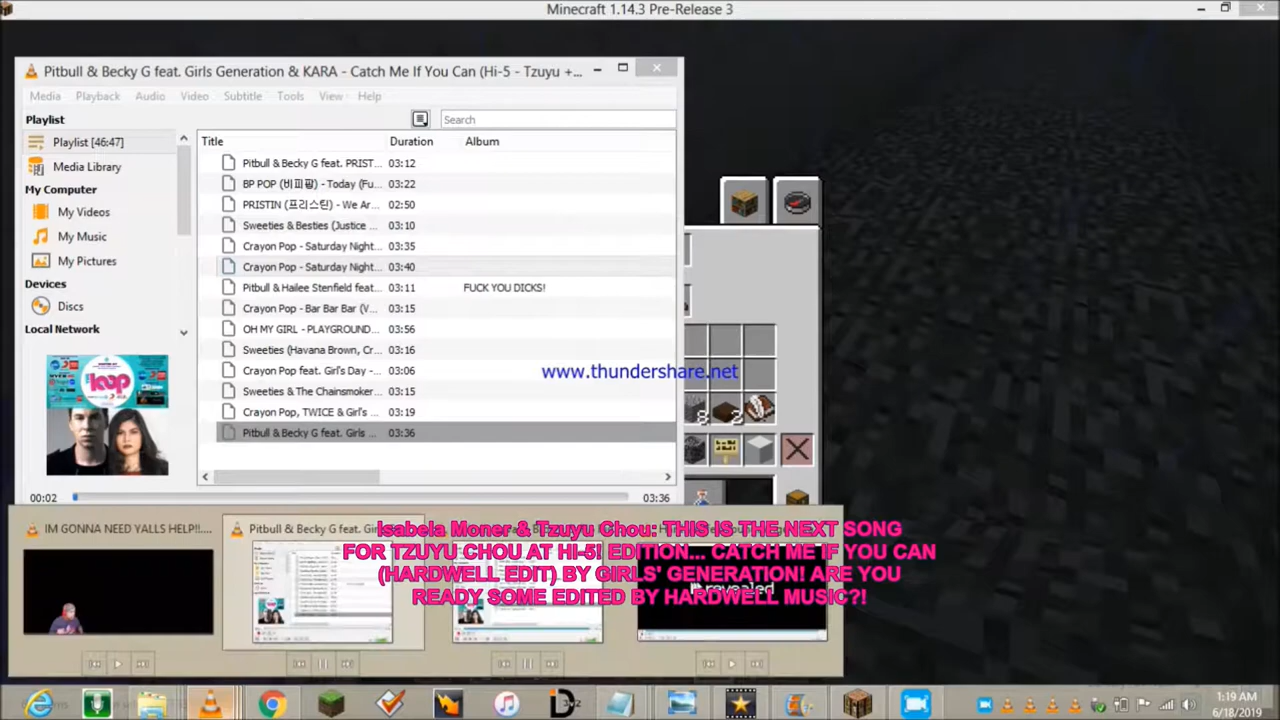 Minecraft 1.14.3 Pre-Release 3
Pitbull & Becky G feat. Girls Generation & KARA - Catch Me If You Can (Hi-5 - Tzuyu +...
Media Playback Audio Video Subtitle Tools View Help
Playlist
Search
Playlist [46:47]
Media Library
My Computer
My Videos
My Music
My Pictures
Devices
Discs
Local Network
Title Duration Album
Pitbull & Becky G feat. PRIST... 03:12
BP POP (비피팝) - Today (Fu... 03:22
PRISTIN (프리스틴) - We Ar... 02:50
Sweeties & Besties (Justice ... 03:10
Crayon Pop - Saturday Night... 03:35
Crayon Pop - Saturday Night... 03:40
Pitbull & Hailee Stenfield feat... 03:11 FUCK YOU DICKS!
Crayon Pop - Bar Bar Bar (V... 03:15
OH MY GIRL - PLAYGROUND... 03:56
Sweeties (Havana Brown, Cr... 03:16
Crayon Pop feat. Girl's Day -... 03:06
Sweeties & The Chainsmoker... 03:15
Crayon Pop, TWICE & Girl's ... 03:19
Pitbull & Becky G feat. Girls ... 03:36
loop
www.thundershare.net
8 2
00:02 03:36
IM GONNA NEED YALLS HELP!!....
Pitbull & Becky G feat. Gi
Isabela Moner & Tzuyu Chou: THIS IS THE NEXT SONG
FOR TZUYU CHOU AT HI-5! EDITION... CATCH ME IF YOU CAN
(HARDWELL EDIT) BY GIRLS' GENERATION! ARE YOU
READY SOME EDITED BY HARDWELL MUSIC?!
revealed
1:19 AM
6/18/2019